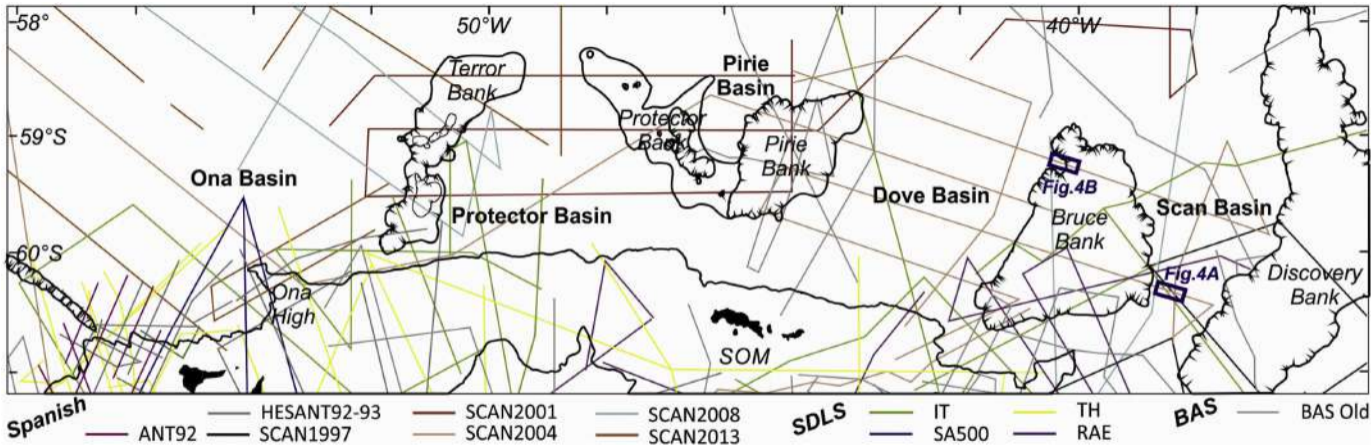 58°
50°W
40°W
Terror
Bank
Pirie
Basin
59°S
Protector
Bank
Pirie
Bank
Ona Basin
Fig.4B
Dove Basin
Protector Basin
Bruce
Bank
Scan Basin
60°S
Fig.4A
Ona
High
Discovery
Bank
SOM
Spanish
HESANT92-93
SCAN2001
SCAN2008
SDLS
IT
TH
BAS
BAS Old
ANT92
SCAN1997
SCAN2004
SCAN2013
SA500
RAE